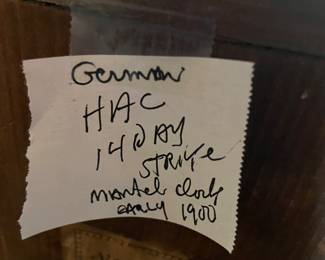 German
HAC
14 DAY
STRIKE
mantel clock
EARLY 1900